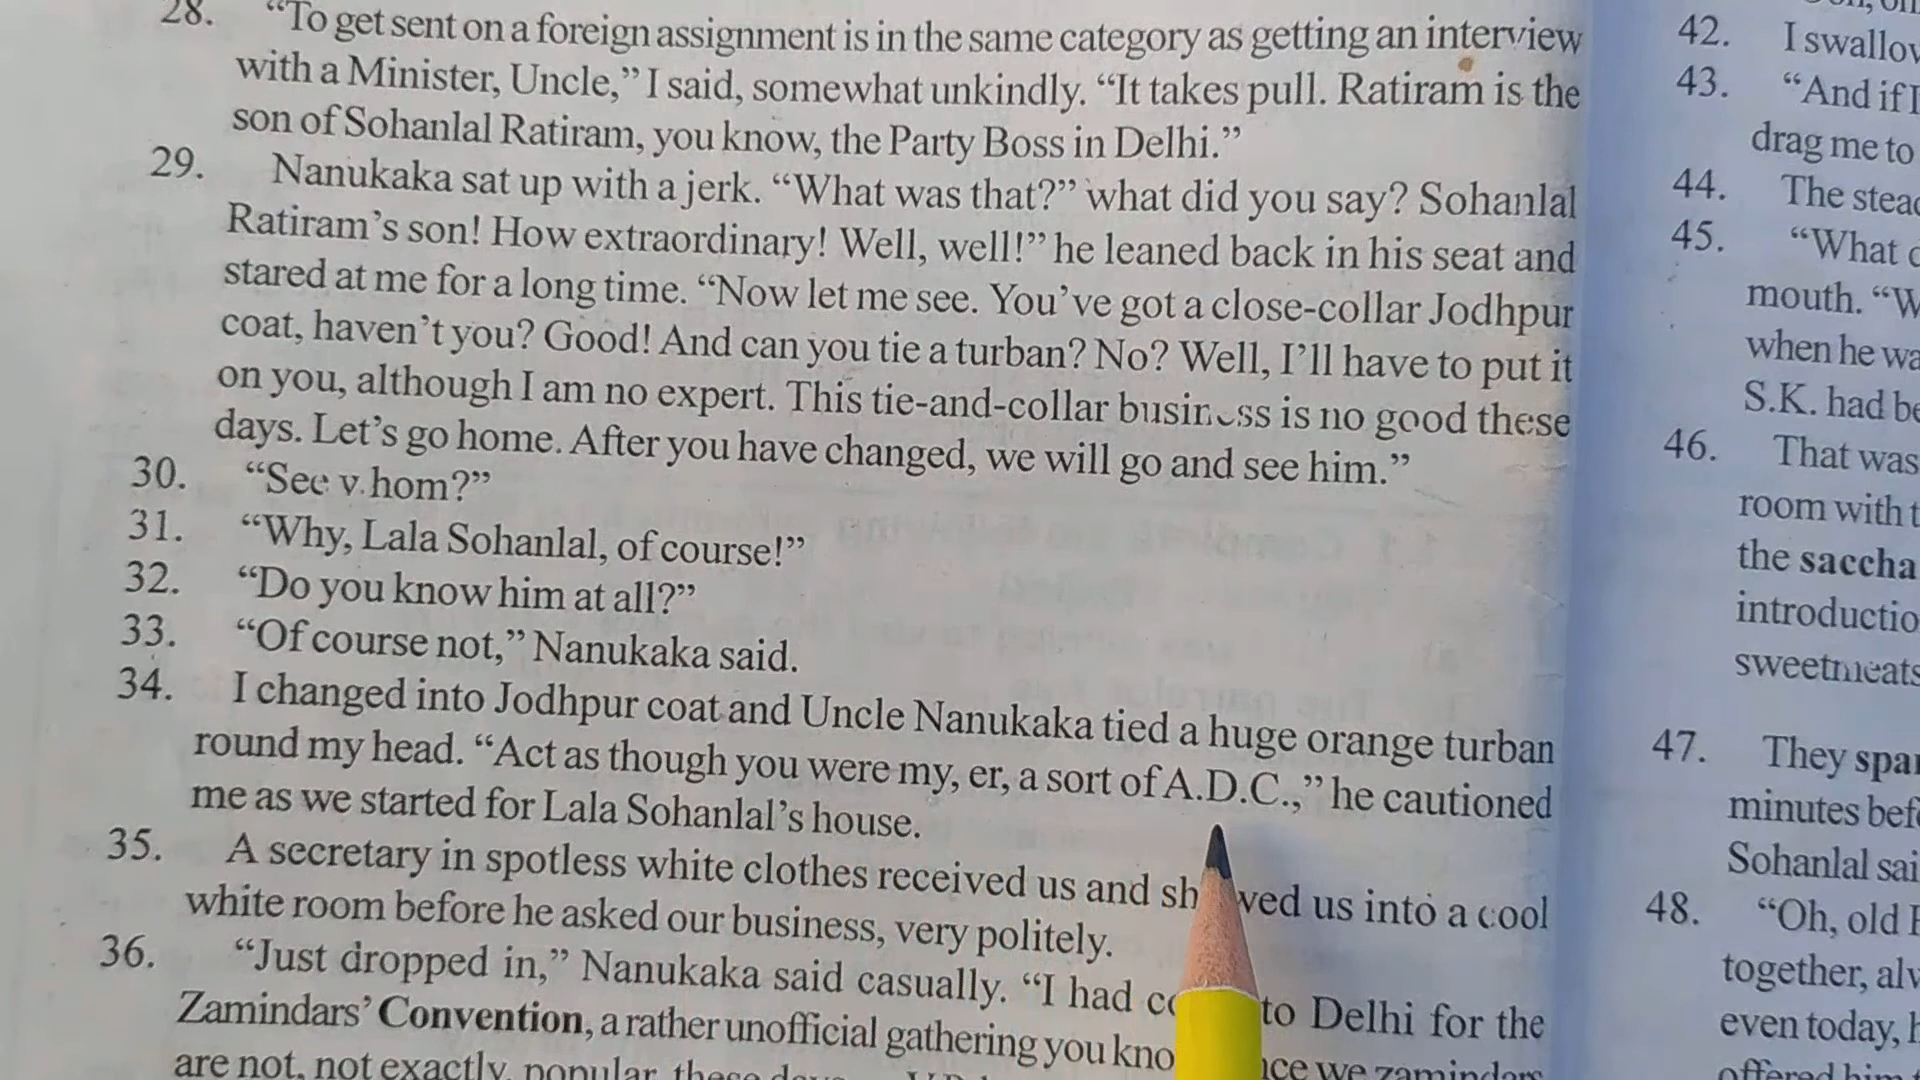 28. “To get sent on a foreign assignment is in the same category as getting an interview
with a Minister, Uncle,” I said, somewhat unkindly. “It takes pull. Ratiram is the
son of Sohanlal Ratiram, you know, the Party Boss in Delhi.”
29. Nanukaka sat up with a jerk. “What was that?” what did you say? Sohanlal
Ratiram’s son! How extraordinary! Well, well!” he leaned back in his seat and
stared at me for a long time. “Now let me see. You’ve got a close-collar Jodhpur
coat, haven’t you? Good! And can you tie a turban? No? Well, I’ll have to put it
on you, although I am no expert. This tie-and-collar business is no good these
days. Let’s go home. After you have changed, we will go and see him.”
30. “See whom?”
31. “Why, Lala Sohanlal, of course!”
32. “Do you know him at all?”
33. “Of course not,” Nanukaka said.
34. I changed into Jodhpur coat and Uncle Nanukaka tied a huge orange turban
round my head. “Act as though you were my, er, a sort of A.D.C.,” he cautioned
me as we started for Lala Sohanlal’s house.
35. A secretary in spotless white clothes received us and us into a cool
white room before he asked our business, very politely.
36. “Just dropped in,” Nanukaka said casually. “I had to Delhi for the
Zamindars’ Convention, a rather unofficial gathering you
are not, not exactly, popular these we zamindars
42. I
43. “And if I
drag me to
44. The
45. “What
mouth.
when he
S.K. had
46. That was
room with
the
47. They
minutes
Sohanlal
48. “Oh, old
together,
even today,
offered him